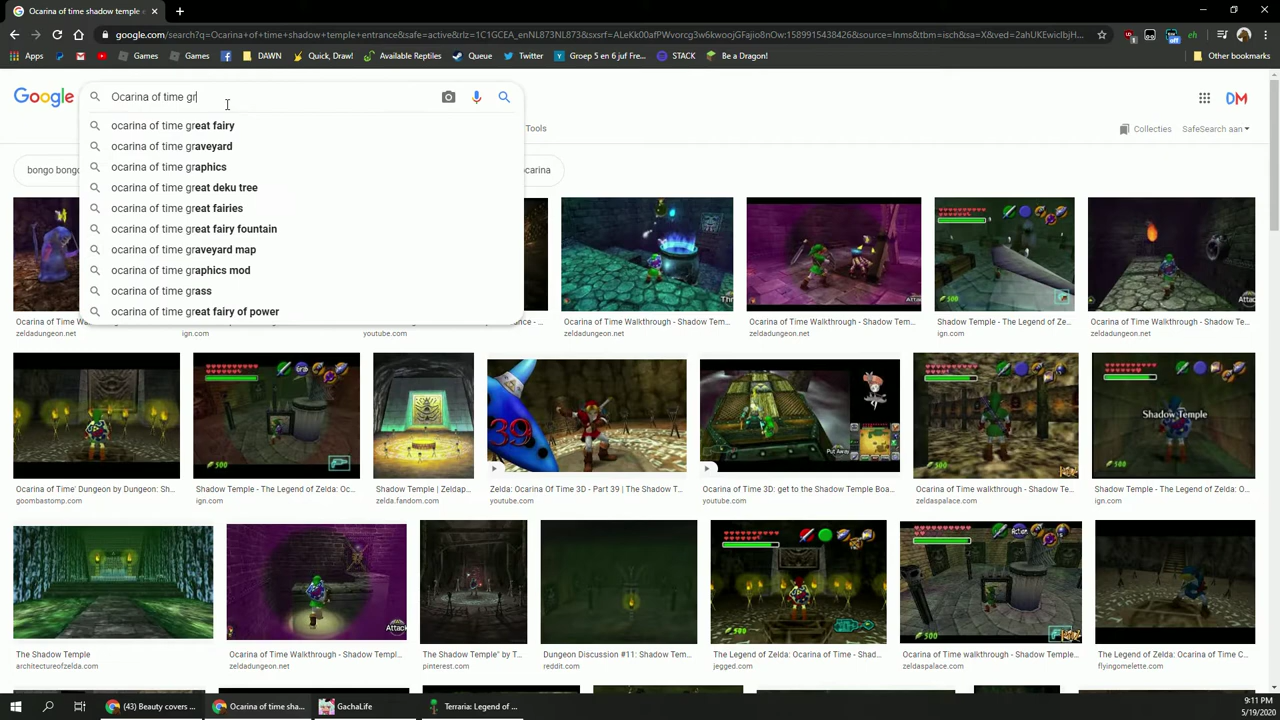 Ocarina of time shadow temple e
google.com/search?q=Ocarina+of+time+shadow+temple+entrance&safe=active&rlz=1C1GCEA_enNL873NL873&sxsrf=ALeKk00afPWvorcg3w6kwoojGFajio8nOw:1589915438426&source=lnms&tbm=isch&sa=X&ved=2ahUKEwiclbjH...
Apps
Games
Games
DAWN
Quick, Draw!
Available Reptiles
Queue
Twitter
Groep 5 en 6 juf Fre...
STACK
Be a Dragon!
Other bookmarks
Google
Ocarina of time gr
DM
ocarina of time great fairy
Tools
Collecties
SafeSearch aan
ocarina of time graveyard
ocarina of time graphics
bongo bongo
ocarina
ocarina of time great deku tree
ocarina of time great fairies
ocarina of time great fairy fountain
ocarina of time graveyard map
ocarina of time graphics mod
ocarina of time grass
ocarina of time great fairy of power
Ocarina of Time W
ance - ...
Ocarina of Time Walkthrough - Shadow Tem...
Ocarina of Time Walkthrough - Shadow Tem...
Shadow Temple - The Legend of Ze...
Ocarina of Time Walkthrough - Shadow Tem...
zeldadungeon.net
ign.com
youtube.com
zeldadungeon.net
zeldadungeon.net
ign.com
zeldadungeon.net
500
39
Put Away
500
Shadow Temple
500
Ocarina of Time' Dungeon by Dungeon: Sh...
Shadow Temple - The Legend of Zelda: Oc...
Shadow Temple | Zeldap...
Zelda: Ocarina Of Time 3D - Part 39 | The Shadow T...
Ocarina Of Time 3D: get to the Shadow Temple Boa...
Ocarina of Time walkthrough - Shadow Te...
Shadow Temple - The Legend of Zelda: O...
goombastomp.com
ign.com
zelda.fandom.com
youtube.com
youtube.com
zeldaspalace.com
ign.com
Attack
500
500
The Shadow Temple
Ocarina of Time Walkthrough - Shadow Templ...
The Shadow Temple" by T...
Dungeon Discussion #11: Shadow Tem...
The Legend of Zelda: Ocarina of Time - Shad...
Ocarina of Time walkthrough - Shadow Temple...
The Legend of Zelda: Ocarina of Time C...
architectureofzelda.com
zeldadungeon.net
pinterest.com
reddit.com
jegged.com
zeldaspalace.com
flyingomelette.com
(43) Beauty covers ...
Ocarina of time sha...
GachaLife
Terraria: Legend of ...
9:11 PM
5/19/2020